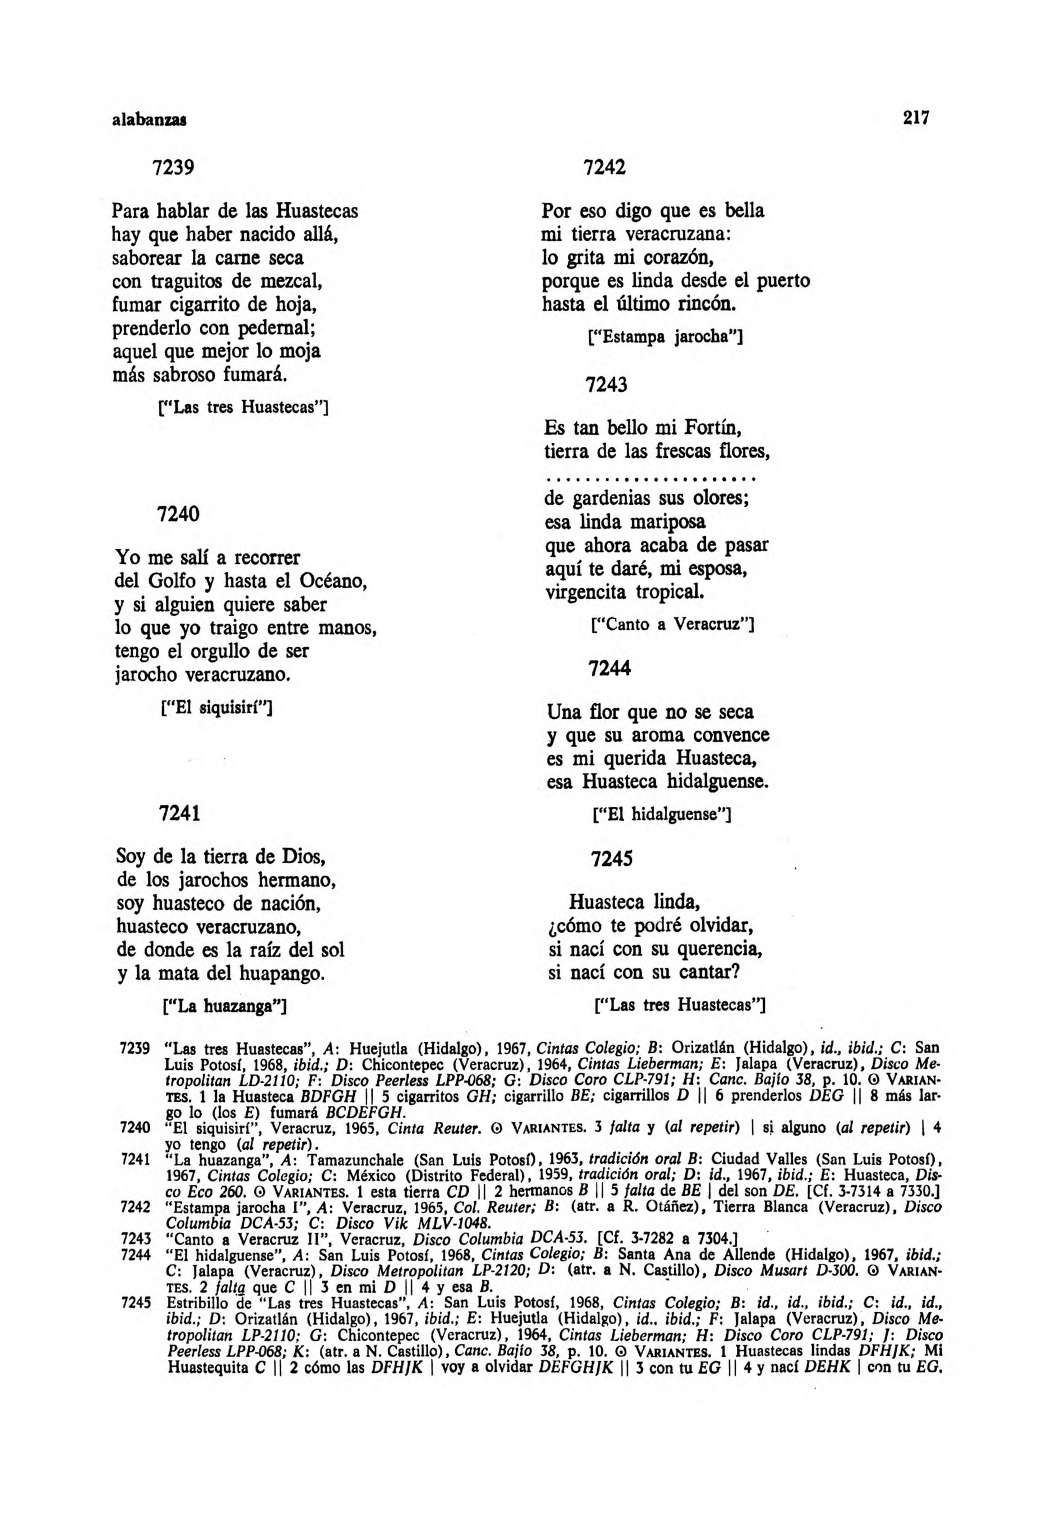 alabanzas
217
7239
Para hablar de las Huastecas
hay que haber nacido allá,
saborear la carne seca
con traguitos de mezcal,
fumar cigarrito de hoja,
prenderlo con pedernal;
aquel que mejor lo moja
más sabroso fumará.
["Las tres Huastecas"]
7240
Yo me salí a recorrer
del Golfo y hasta el Océano,
y si alguien quiere saber
lo que yo traigo entre manos,
tengo el orgullo de ser
jarocho veracruzano.
["El siquisirí"]
7241
Soy de la tierra de Dios,
de los jarochos hermano,
soy huasteco de nación,
huasteco veracruzano,
de donde es la raíz del sol
y la mata del huapango.
["La huazanga"]
7242
Por eso digo que es bella
mi tierra veracruzana:
lo grita mi corazón,
porque es linda desde el puerto
hasta el último rincón.
["Estampa jarocha"]
7243
Es tan bello mi Fortín,
tierra de las frescas flores,
. . . . . . . . . . . . . . . . . . . . . .
de gardenias sus olores;
esa linda mariposa
que ahora acaba de pasar
aquí te daré, mi esposa,
virgencita tropical.
["Canto a Veracruz"]
7244
Una flor que no se seca
y que su aroma convence
es mi querida Huasteca,
esa Huasteca hidalguense.
["El hidalguense"]
7245
Huasteca linda,
¿cómo te podré olvidar,
si nací con su querencia,
si nací con su cantar?
["Las tres Huastecas"]
7239 "Las tres Huastecas", A: Huejutla (Hidalgo), 1967, Cintas Colegio; B: Orizatlán (Hidalgo), id., ibid.; C: San
Luis Potosí, 1968, ibid.; D: Chicontepec (Veracruz), 1964, Cintas Lieberman; E: Jalapa (Veracruz), Disco Me-
tropolitan LD-2110; F: Disco Peerless LPP-068; G: Disco Coro CLP-791; H: Canc. Bajío 38, p. 10. ⊙ VARIAN-
TES. 1 la Huasteca BDFGH || 5 cigarritos GH; cigarrillo BE; cigarrillos D || 6 prenderlos DEG || 8 más lar-
go lo (los E) fumará BCDEFGH.
7240 "El siquisirí", Veracruz, 1965, Cinta Reuter. ⊙ VARIANTES. 3 falta y (al repetir) | si alguno (al repetir) | 4
yo tengo (al repetir).
7241 "La huazanga", A: Tamazunchale (San Luis Potosí), 1963, tradición oral B: Ciudad Valles (San Luis Potosí),
1967, Cintas Colegio; C: México (Distrito Federal), 1959, tradición oral; D: id., 1967, ibid.; E: Huasteca, Dis-
co Eco 260. ⊙ VARIANTES. 1 esta tierra CD || 2 hermanos B || 5 falta de BE | del son DE. [Cf. 3-7314 a 7330.]
7242 "Estampa jarocha I", A: Veracruz, 1965, Col. Reuter; B: (atr. a R. Otáñez), Tierra Blanca (Veracruz), Disco
Columbia DCA-53; C: Disco Vik MLV-1048.
7243 "Canto a Veracruz II", Veracruz, Disco Columbia DCA-53. [Cf. 3-7282 a 7304.]
7244 "El hidalguense", A: San Luis Potosí, 1968, Cintas Colegio; B: Santa Ana de Allende (Hidalgo), 1967, ibid.;
C: Jalapa (Veracruz), Disco Metropolitan LP-2120; D: (atr. a N. Castillo), Disco Musart D-300. ⊙ VARIAN-
TES. 2 falta que C || 3 en mi D || 4 y esa B.
7245 Estribillo de "Las tres Huastecas", A: San Luis Potosí, 1968, Cintas Colegio; B: id., id., ibid.; C: id., id.,
ibid.; D: Orizatlán (Hidalgo), 1967, ibid.; E: Huejutla (Hidalgo), id.. ibid.; F: Jalapa (Veracruz), Disco Me-
tropolitan LP-2110; G: Chicontepec (Veracruz), 1964, Cintas Lieberman; H: Disco Coro CLP-791; J: Disco
Peerless LPP-068; K: (atr. a N. Castillo), Canc. Bajío 38, p. 10. ⊙ VARIANTES. 1 Huastecas lindas DFHJK; Mi
Huastequita C || 2 cómo las DFHJK | voy a olvidar DEFGHJK || 3 con tu EG || 4 y nací DEHK | con tu EG.